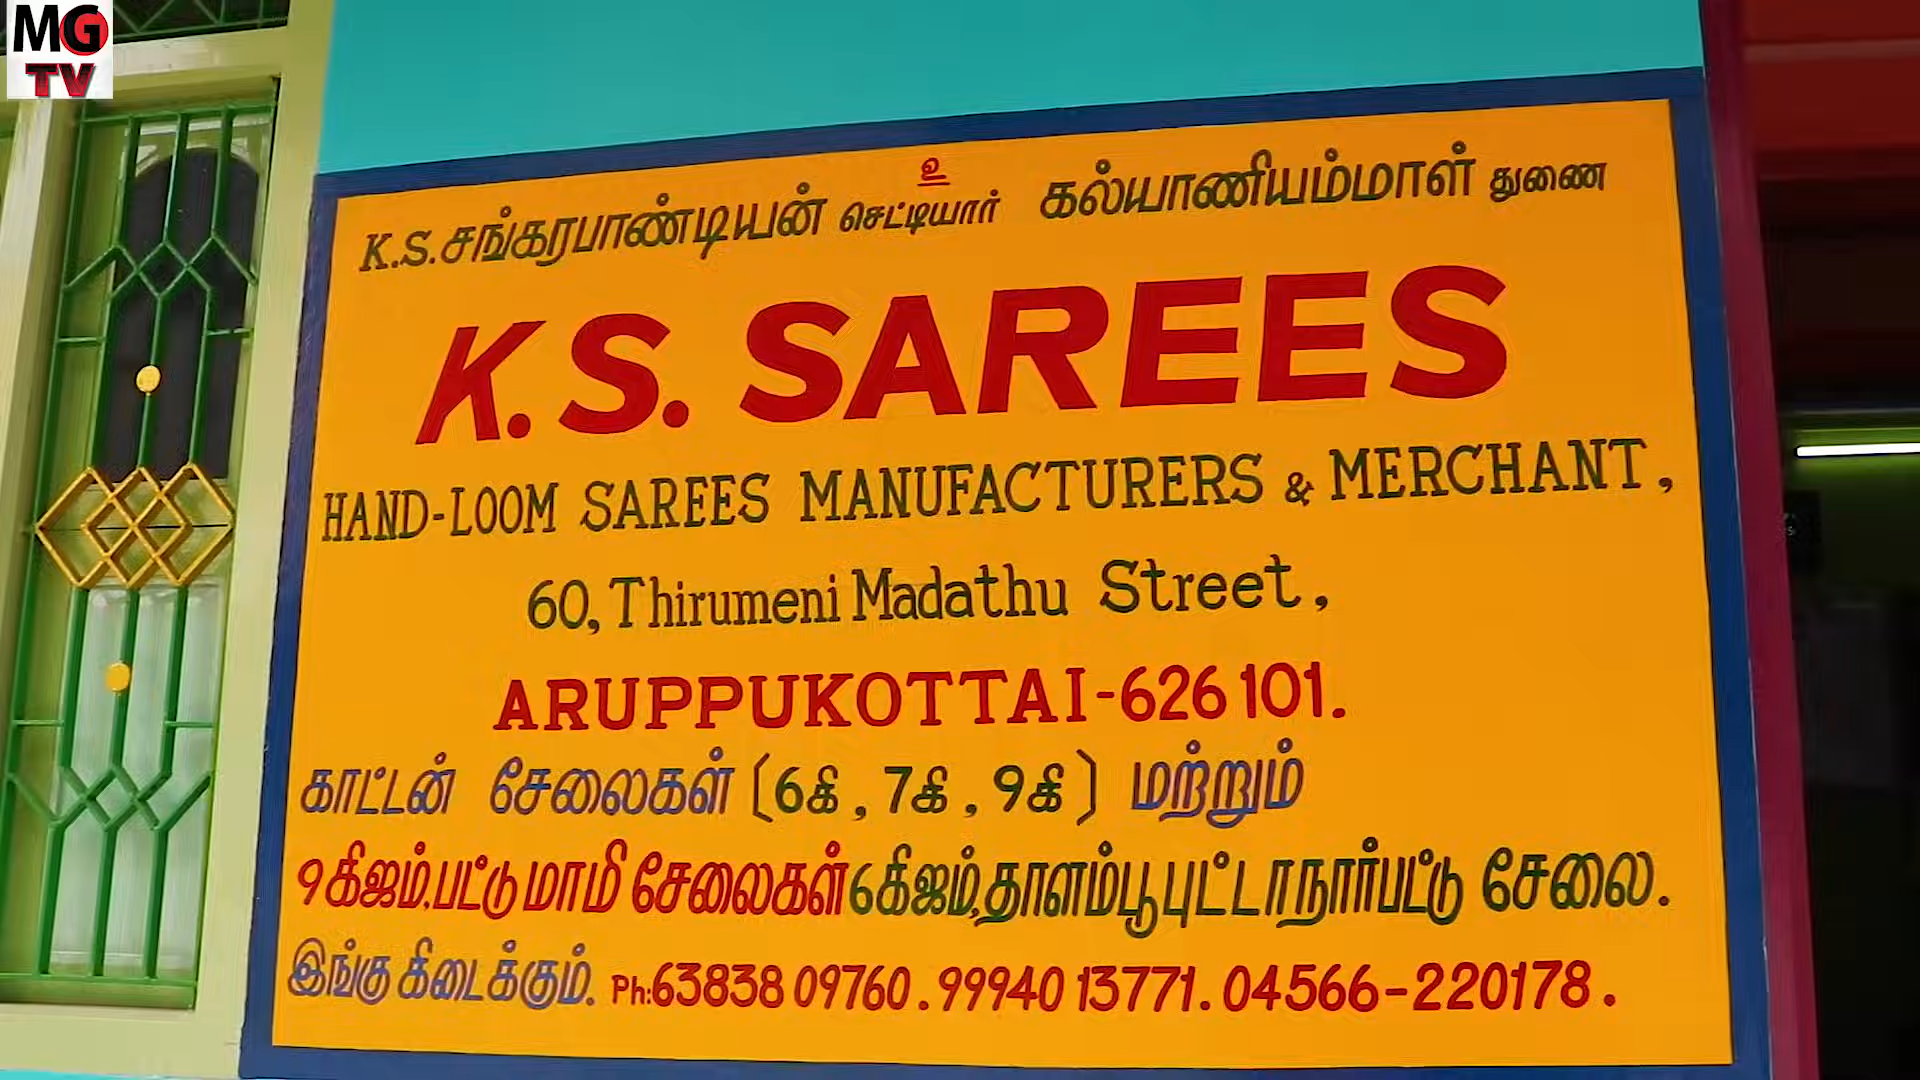 MG
TV
உ
K.S.சங்கரபாண்டியன் செட்டியார் கல்யாணியம்மாள் துணை
K.S. SAREES
HAND-LOOM SAREES MANUFACTURERS & MERCHANT,
60, Thirumeni Madathu Street,
ARUPPUKOTTAI-626 101.
காட்டன் சேலைகள் (6கி, 7கி, 9கி) மற்றும்
9கிஜம்.பட்டு மாமி சேலைகள் 6கிஜம்,தாளம்பூ புட்டா நார்பட்டு சேலை.
இங்கு கிடைக்கும். Ph:63838 09760. 99940 13771. 04566-220178.